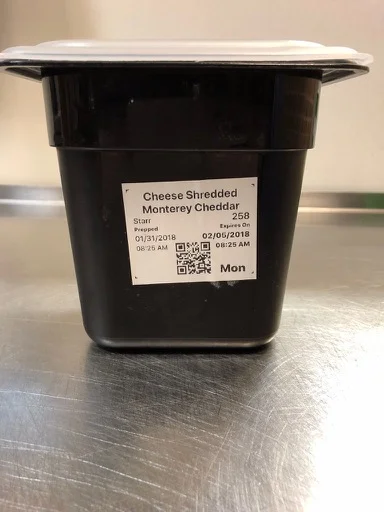 Cheese Shredded
Monterey Cheddar
Starr 258
Prepped Expires On
01/31/2018 02/05/2018
08:25 AM 08:25 AM
Mon